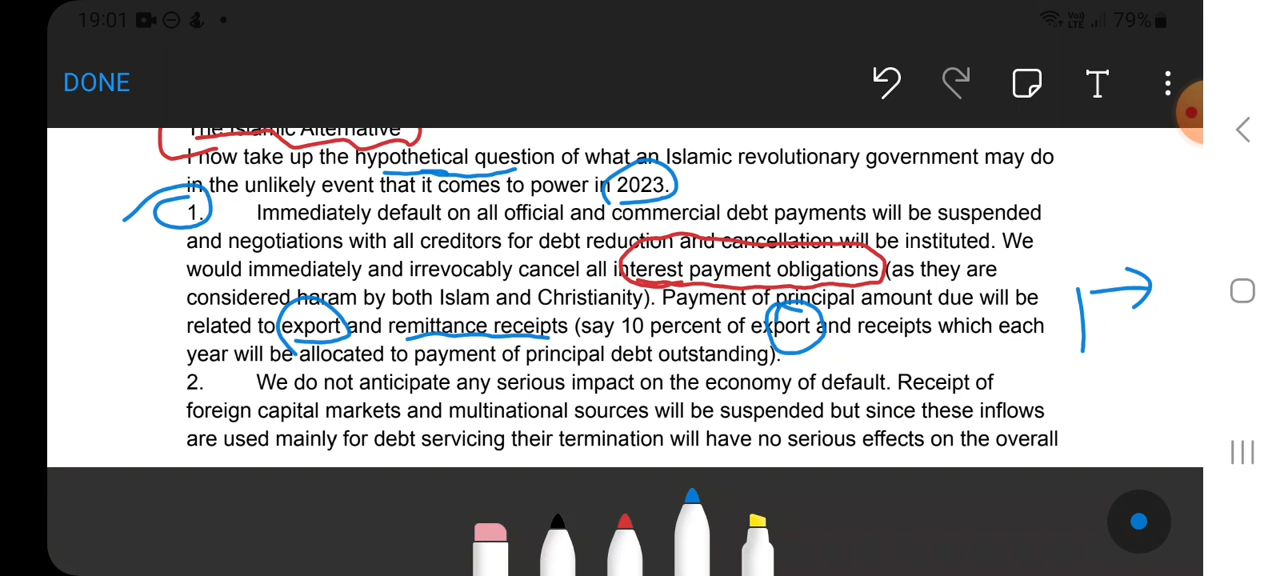 19:01 79%
DONE T
The Islamic Alternative
I now take up the hypothetical question of what an Islamic revolutionary government may do
in the unlikely event that it comes to power in 2023.
1. Immediately default on all official and commercial debt payments will be suspended
and negotiations with all creditors for debt reduction and cancellation will be instituted. We
would immediately and irrevocably cancel all interest payment obligations (as they are
considered haram by both Islam and Christianity). Payment of principal amount due will be
related to export and remittance receipts (say 10 percent of export and receipts which each
year will be allocated to payment of principal debt outstanding).
2. We do not anticipate any serious impact on the economy of default. Receipt of
foreign capital markets and multinational sources will be suspended but since these inflows
are used mainly for debt servicing their termination will have no serious effects on the overall